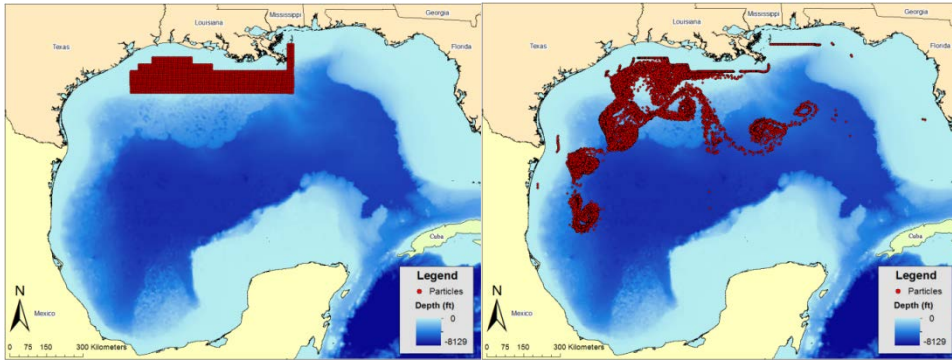 Louisiana
Mississippi
Georgia
Texas
Florida
Cuba
Mexico
Legend
Particles
Depth (ft)
0
-8129
N
0 75 150 300 Kilometers
Louisiana
Mississippi
Georgia
Texas
Florida
Cuba
Mexico
Legend
Particles
Depth (ft)
0
-8129
N
0 75 150 300 Kilometers